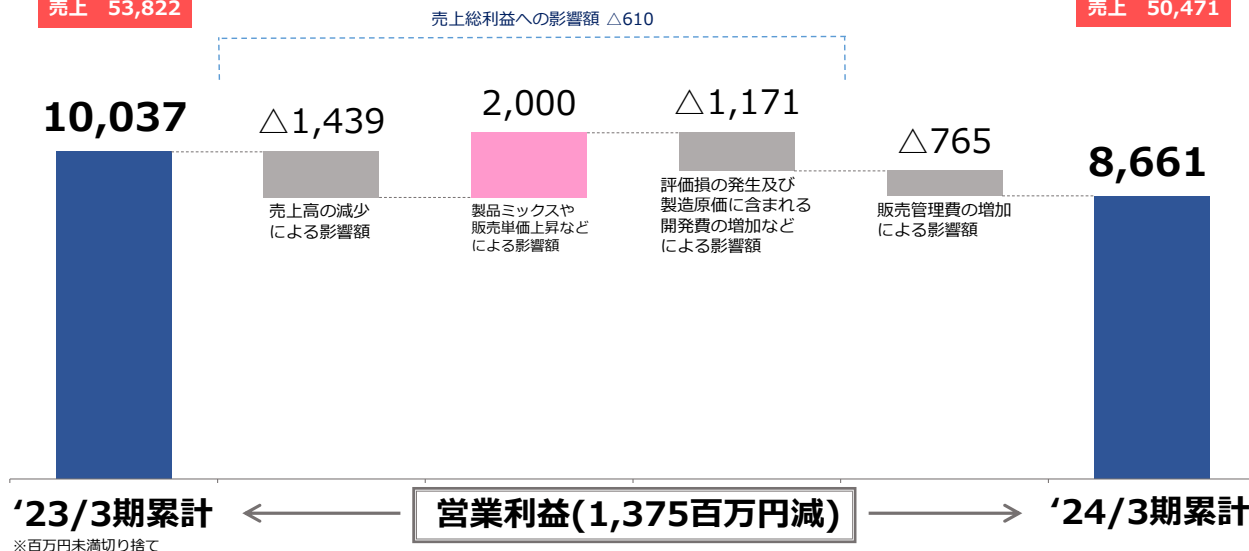 売上 53,822
売上総利益への影響額 △610
売上 50,471
10,037
△1,439
2,000
△1,171
△765
8,661
売上高の減少
による影響額
製品ミックスや
販売単価上昇など
による影響額
評価損の発生及び
製造原価に含まれる
開発費の増加など
による影響額
販売管理費の増加
による影響額
‘23/3期累計
営業利益(1,375百万円減)
‘24/3期累計
※百万円未満切り捨て